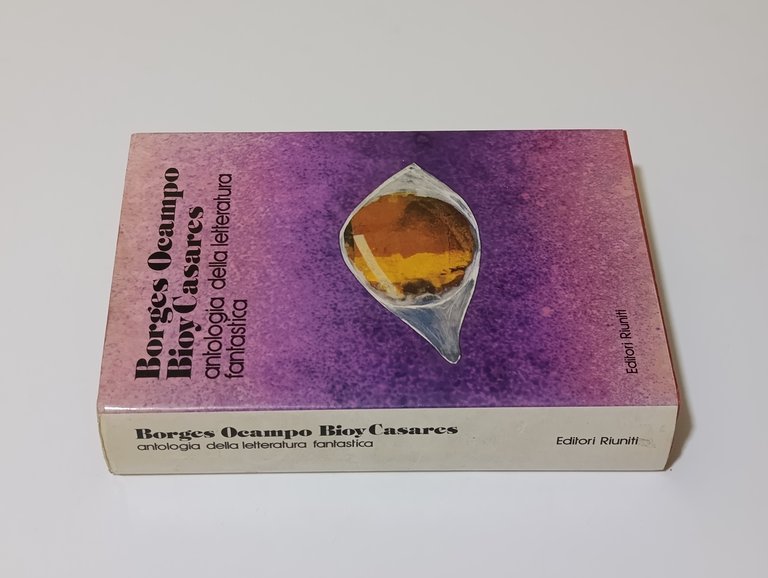 Borges Ocampo
Bioy Casares
antologia della letteratura
fantastica
Editori Riuniti
Borges Ocampo Bioy Casares
antologia della letteratura fantastica
Editori Riuniti